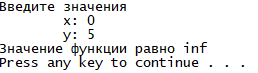 Введите значения
x: 0
y: 5
Значение функции равно inf
Press any key to continue . . .